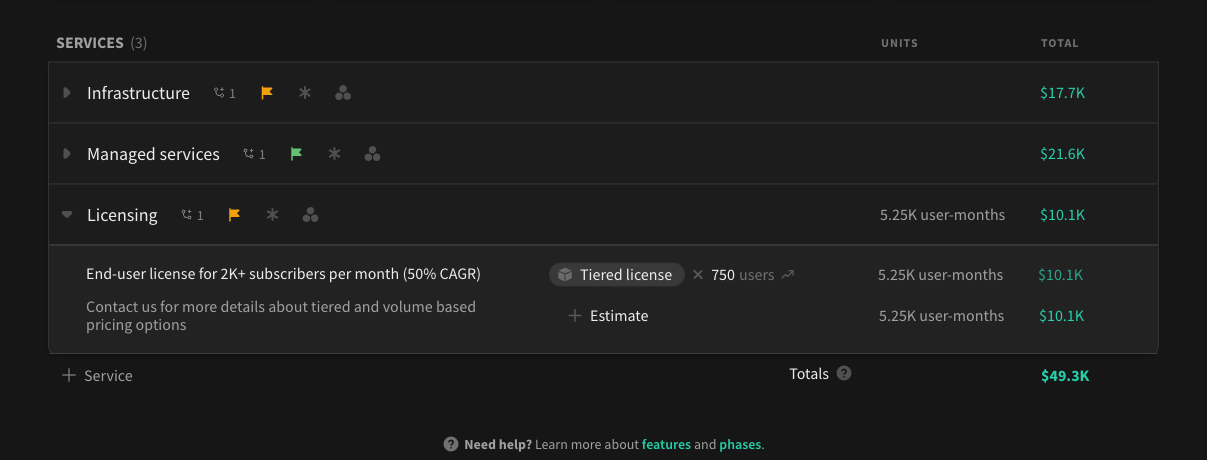 SERVICES (3) UNITS TOTAL
Infrastructure 1 $17.7K
Managed services 1 $21.6K
Licensing 1 5.25K user-months $10.1K
End-user license for 2K+ subscribers per month (50% CAGR) Tiered license × 750 users 5.25K user-months $10.1K
Contact us for more details about tiered and volume based
pricing options
+ Estimate 5.25K user-months $10.1K
+ Service Totals ? $49.3K
? Need help? Learn more about features and phases.